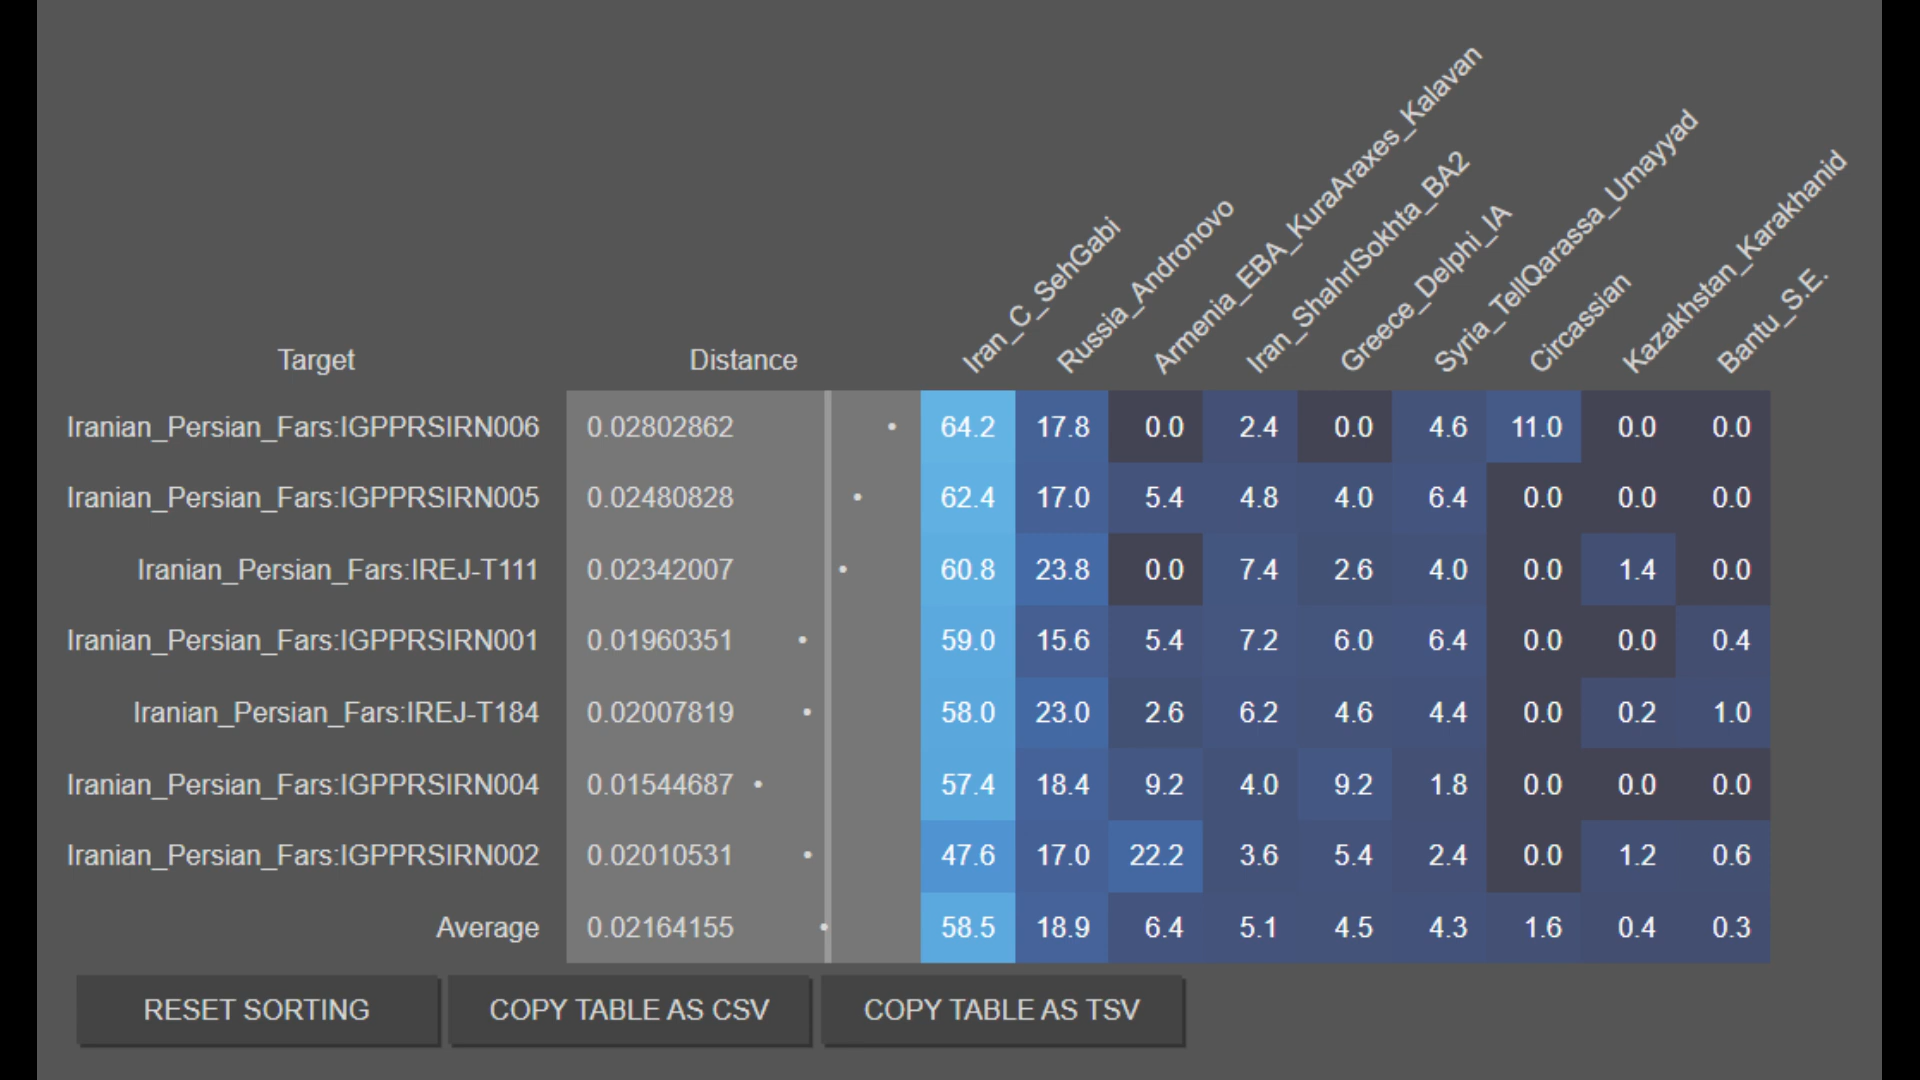 Iran_C_SehGabi
Russia_Andronovo
Armenia_EBA_KuraAraxes_Kalavan
Iran_ShahrISokhta_BA2
Greece_Delphi_IA
Syria_TellQarassa_Umayyad
Circassian
Kazakhstan_Karakhanid
Bantu_S.E.
Target Distance
Iranian_Persian_Fars:IGPPRSIRN006 0.02802862 64.2 17.8 0.0 2.4 0.0 4.6 11.0 0.0 0.0
Iranian_Persian_Fars:IGPPRSIRN005 0.02480828 62.4 17.0 5.4 4.8 4.0 6.4 0.0 0.0 0.0
Iranian_Persian_Fars:IREJ-T111 0.02342007 60.8 23.8 0.0 7.4 2.6 4.0 0.0 1.4 0.0
Iranian_Persian_Fars:IGPPRSIRN001 0.01960351 59.0 15.6 5.4 7.2 6.0 6.4 0.0 0.0 0.4
Iranian_Persian_Fars:IREJ-T184 0.02007819 58.0 23.0 2.6 6.2 4.6 4.4 0.0 0.2 1.0
Iranian_Persian_Fars:IGPPRSIRN004 0.01544687 57.4 18.4 9.2 4.0 9.2 1.8 0.0 0.0 0.0
Iranian_Persian_Fars:IGPPRSIRN002 0.02010531 47.6 17.0 22.2 3.6 5.4 2.4 0.0 1.2 0.6
Average 0.02164155 58.5 18.9 6.4 5.1 4.5 4.3 1.6 0.4 0.3
RESET SORTING COPY TABLE AS CSV COPY TABLE AS TSV